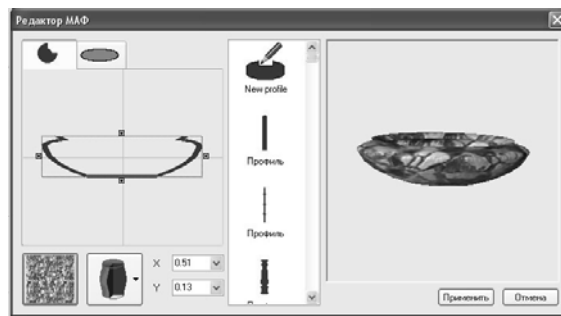 Редактор МАФ
New profile
Профиль
Профиль
X 0.51
Y 0.13
Применить Отмена